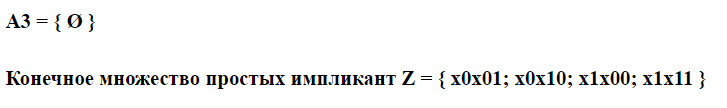 A3 = { Ø }
Конечное множество простых импликант Z = { x0x01; x0x10; x1x00; x1x11 }